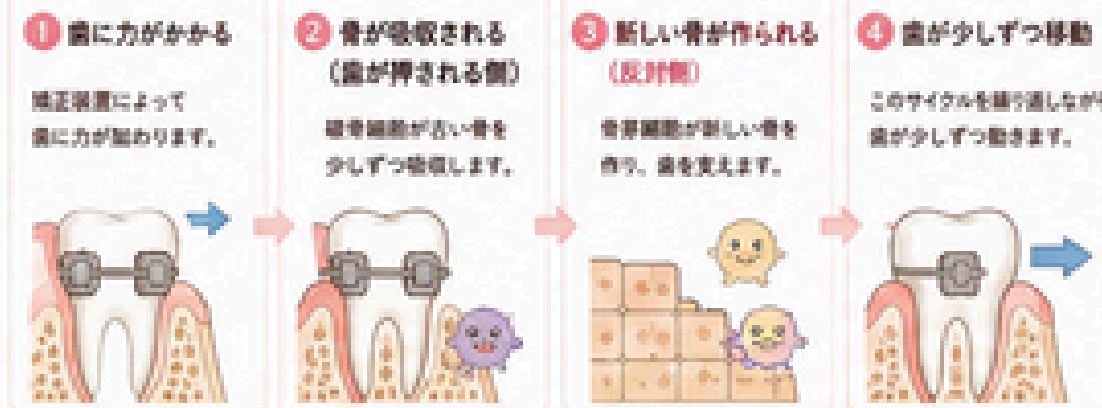 1 歯に力がかかる
矯正装置によって
歯に力が加わります。
2 骨が吸収される
（歯が押される側）
破骨細胞が古い骨を
少しずつ吸収します。
3 新しい骨が作られる
（反対側）
骨芽細胞が新しい骨を
作り、歯を支えます。
4 歯が少しずつ移動
このサイクルを繰り返しながら
歯が少しずつ動きます。